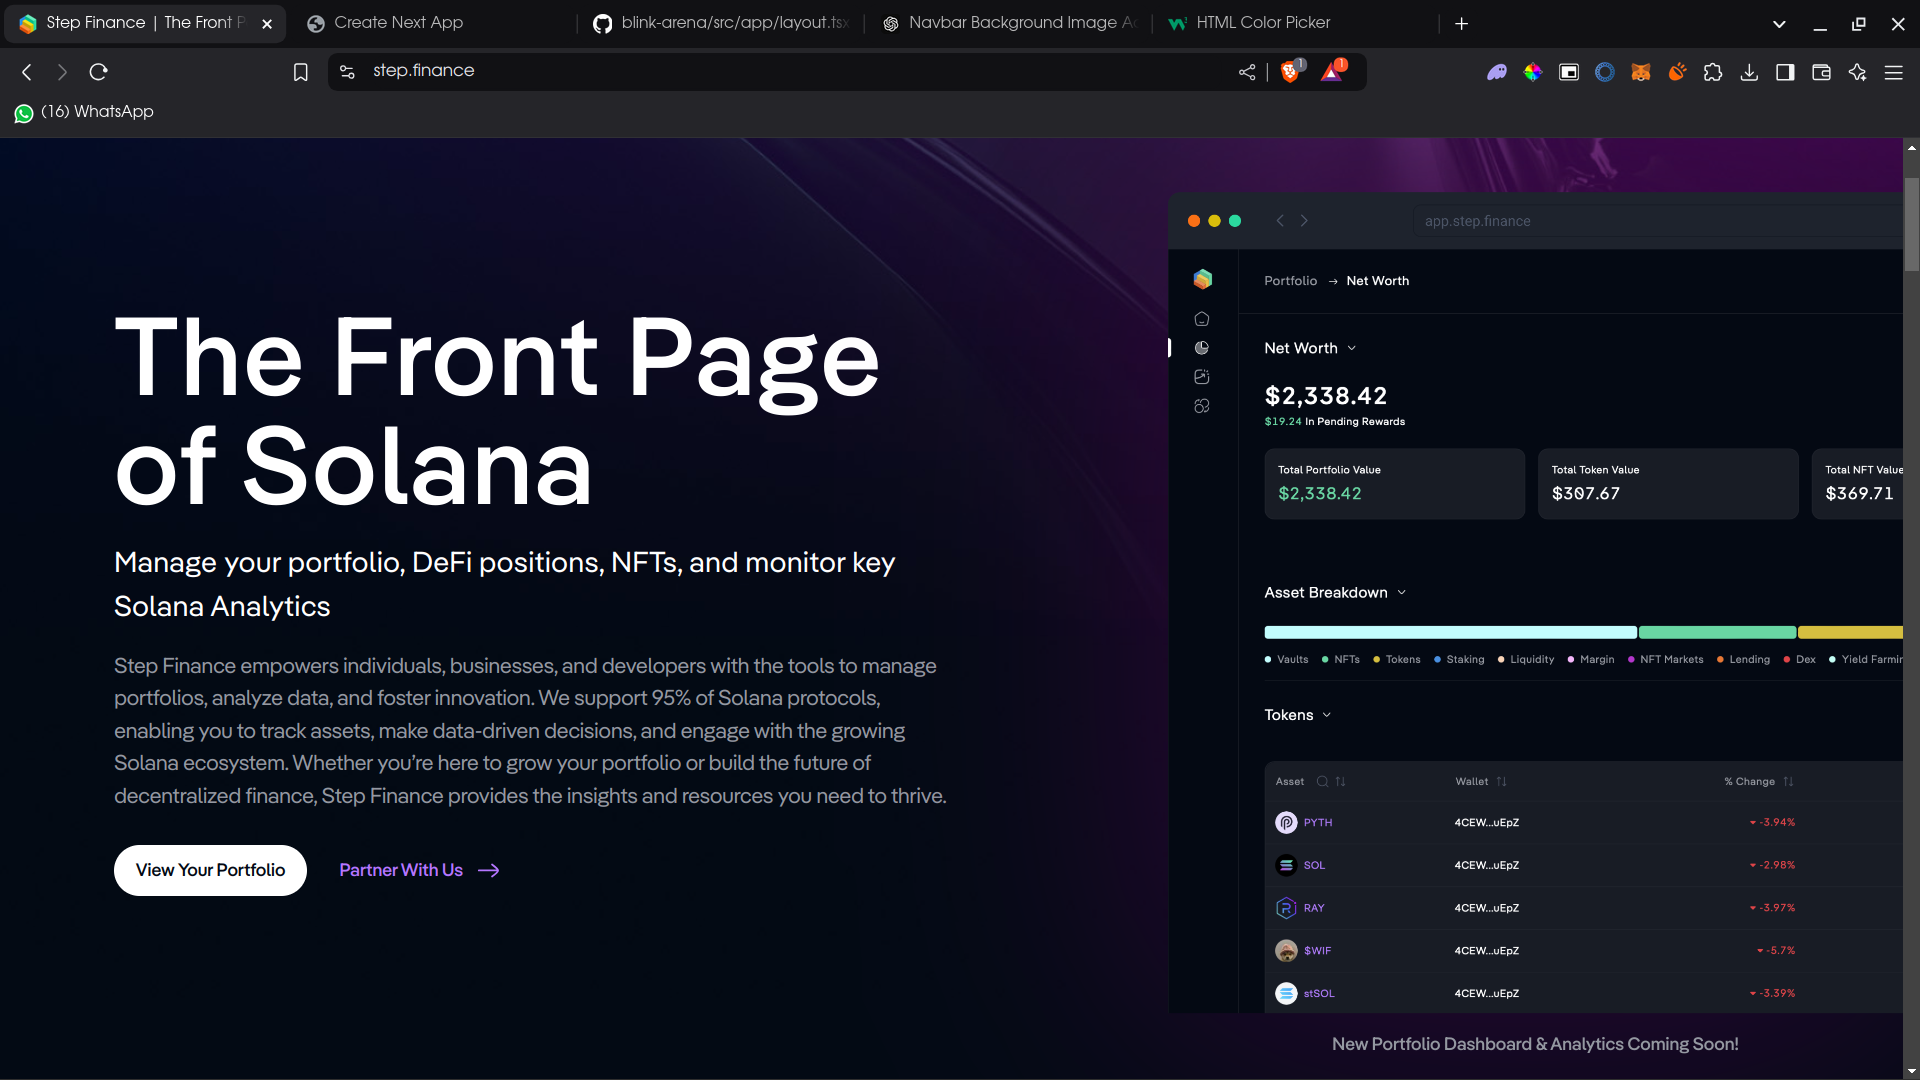 Step Finance | The Front P
Create Next App
blink-arena/src/app/layout.tsx
Navbar Background Image Ad
HTML Color Picker
step.finance
1
1
(16) WhatsApp
The Front Page
of Solana
Manage your portfolio, DeFi positions, NFTs, and monitor key
Solana Analytics
Step Finance empowers individuals, businesses, and developers with the tools to manage
portfolios, analyze data, and foster innovation. We support 95% of Solana protocols,
enabling you to track assets, make data-driven decisions, and engage with the growing
Solana ecosystem. Whether you’re here to grow your portfolio or build the future of
decentralized finance, Step Finance provides the insights and resources you need to thrive.
View Your Portfolio
Partner With Us →
app.step.finance
Portfolio → Net Worth
Net Worth
$2,338.42
$19.24 In Pending Rewards
Total Portfolio Value
$2,338.42
Total Token Value
$307.67
Total NFT Value
$369.71
Asset Breakdown
Vaults NFTs Tokens Staking Liquidity Margin NFT Markets Lending Dex Yield Farmin
Tokens
Asset Wallet % Change
PYTH 4CEW...uEpZ -3.94%
SOL 4CEW...uEpZ -2.98%
RAY 4CEW...uEpZ -3.97%
$WIF 4CEW...uEpZ -5.7%
stSOL 4CEW...uEpZ -3.39%
New Portfolio Dashboard & Analytics Coming Soon!